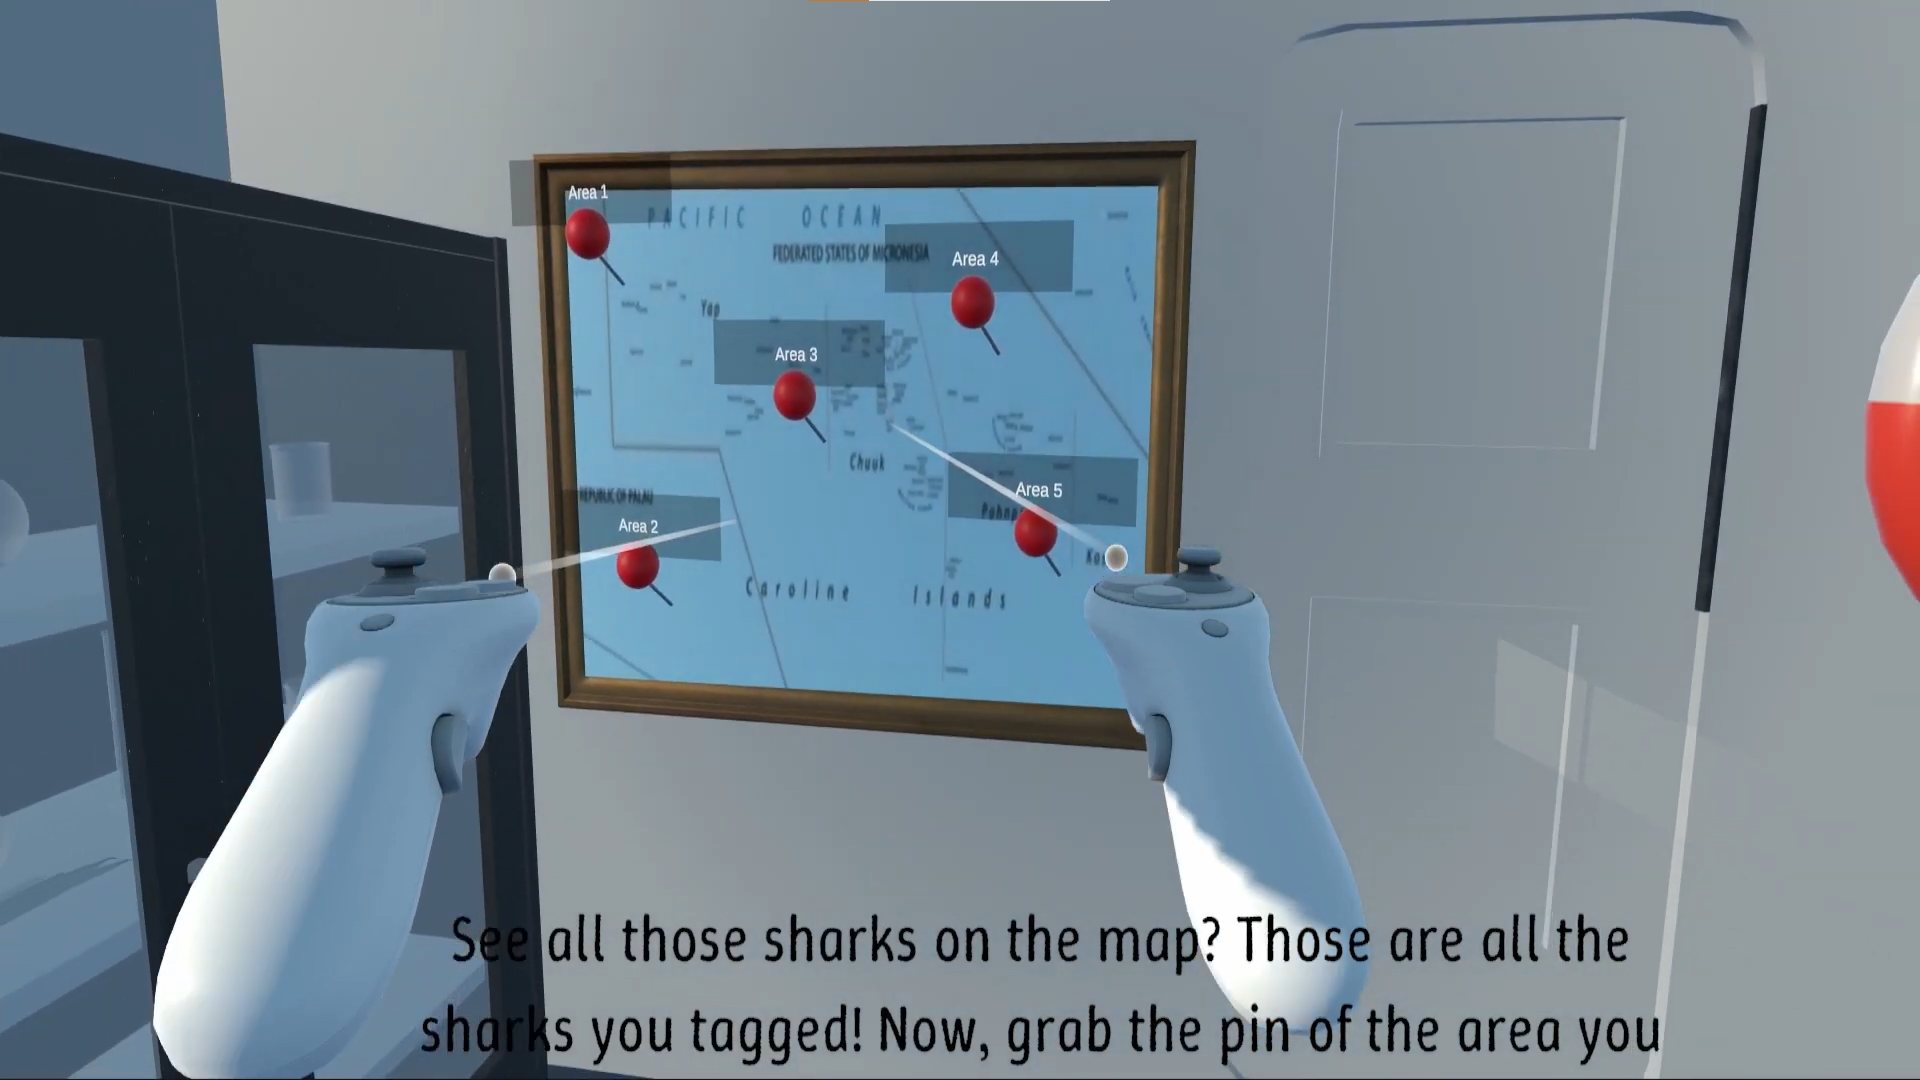 Area 1
PACIFIC OCEAN
FEDERATED STATES OF MICRONESIA
Area 4
Yap
Area 3
Chuuk
REPUBLIC OF PALAU
Area 5
Area 2
Caroline Islands
See all those sharks on the map? Those are all the
sharks you tagged! Now, grab the pin of the area you